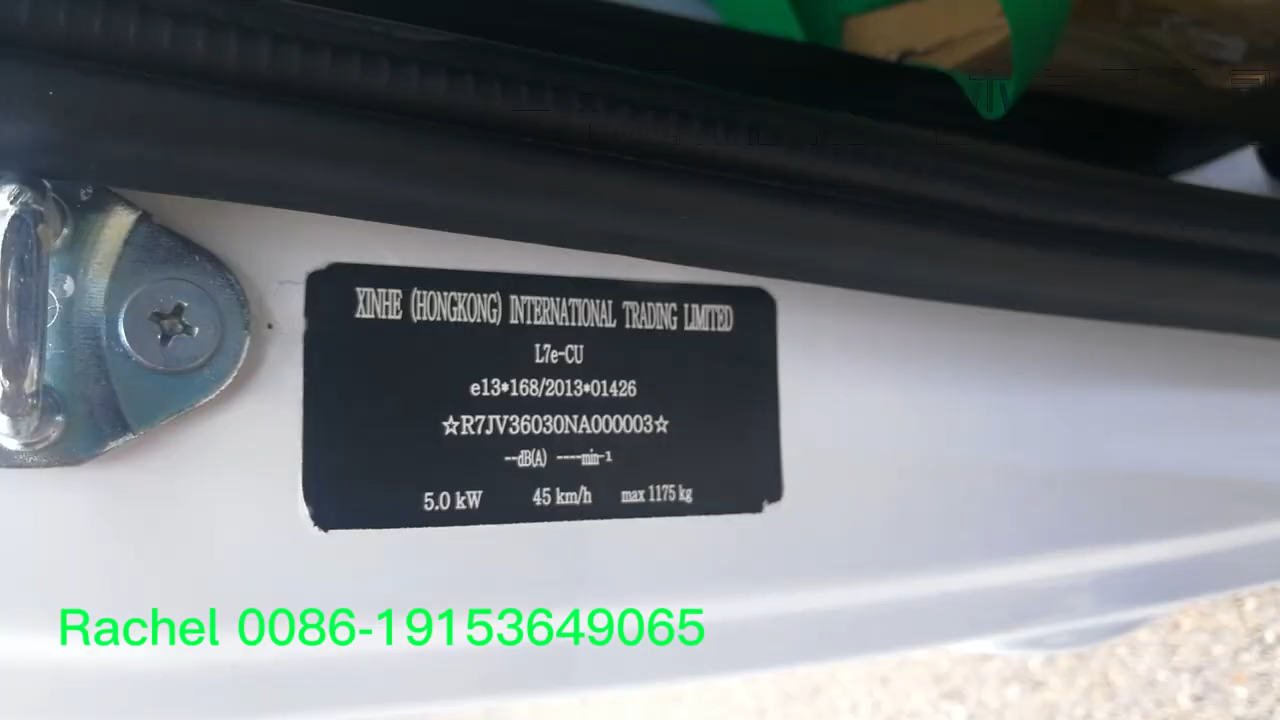 XINHE (HONGKONG) INTERNATIONAL TRADING LIMITED
L7e-CU
e13*168/2013*01426
☆R7JV36030NA000003☆
--dB(A) ----min-1
5.0 kW 45 km/h max 1175 kg
Rachel 0086-19153649065